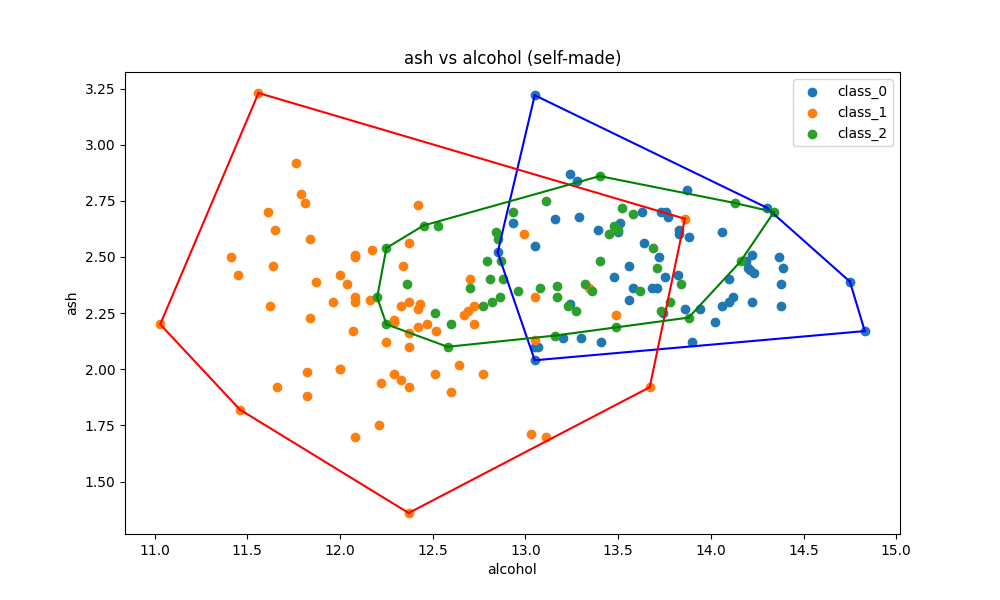 ash vs alcohol (self-made)
class_0
class_1
class_2
3.25
3.00
2.75
2.50
2.25
2.00
1.75
1.50
ash
11.0 11.5 12.0 12.5 13.0 13.5 14.0 14.5 15.0
alcohol